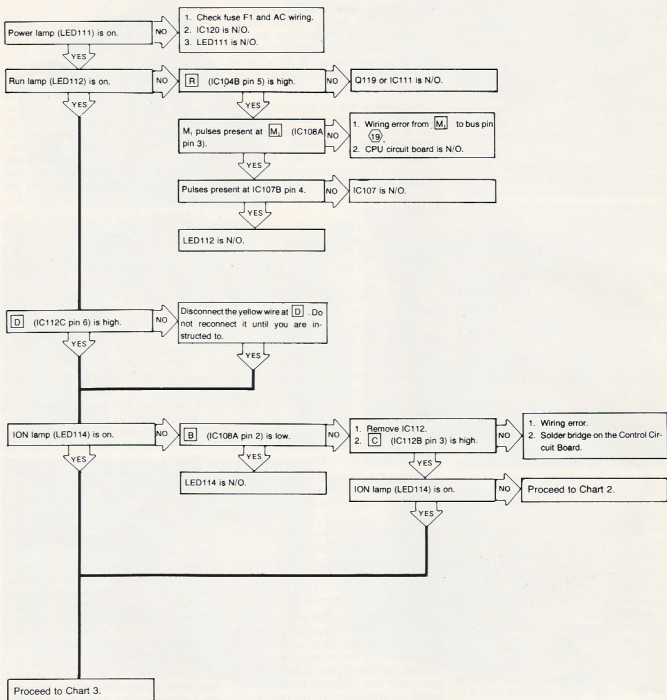 Power lamp (LED111) is on.
NO
1. Check fuse F1 and AC wiring.
2. IC120 is N/O.
3. LED111 is N/O.
YES
Run lamp (LED112) is on.
NO
R (IC104B pin 5) is high.
NO
Q119 or IC111 is N/O.
YES
YES
M₁ pulses present at M₁ (IC108A
pin 3).
NO
1. Wiring error from M₁ to bus pin
19.
2. CPU circuit board is N/O.
YES
Pulses present at IC107B pin 4.
NO
IC107 is N/O.
YES
LED112 is N/O.
D (IC112C pin 6) is high.
NO
Disconnect the yellow wire at D. Do
not reconnect it until you are in-
structed to.
YES
YES
ION lamp (LED114) is on.
NO
B (IC108A pin 2) is low.
NO
1. Remove IC112.
2. C (IC112B pin 3) is high.
NO
1. Wiring error.
2. Solder bridge on the Control Cir-
cuit Board.
YES
YES
YES
LED114 is N/O.
ION lamp (LED114) is on.
NO
Proceed to Chart 2.
YES
Proceed to Chart 3.